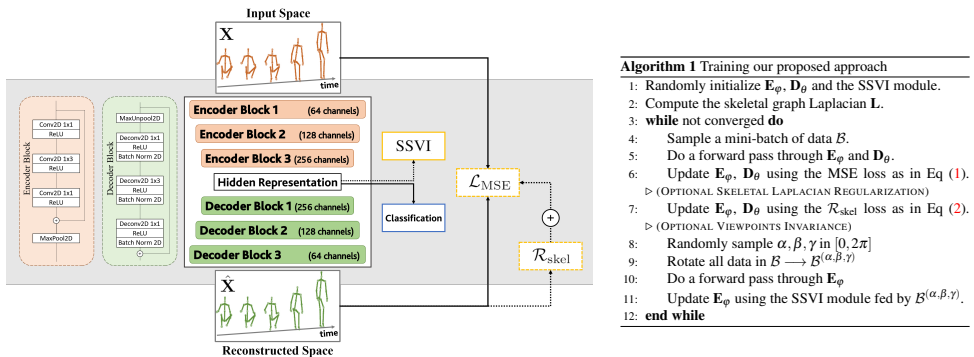 Input Space
X
time
Encoder Block
Conv2D 1x1
ReLU
Conv2D 1x3
ReLU
Conv2D 1x1
ReLU
MaxPool2D
Decoder Block
MaxUnpool2D
Deconv2D 1x1
ReLU
Batch Norm 2D
Deconv2D 1x3
ReLU
Batch Norm 2D
Deconv2D 1x1
ReLU
Batch Norm 2D
Encoder Block 1 (64 channels)
Encoder Block 2 (128 channels)
Encoder Block 3 (256 channels)
Hidden Representation
Decoder Block 1 (256 channels)
Decoder Block 2 (128 channels)
Decoder Block 3 (64 channels)
SSVI
Classification
ℒ_MSE
+
ℛ_skel
X̂
time
Reconstructed Space
Algorithm 1 Training our proposed approach
1: Randomly initialize E_φ, D_θ and the SSVI module.
2: Compute the skeletal graph Laplacian L.
3: while not converged do
4: Sample a mini-batch of data ℬ.
5: Do a forward pass through E_φ and D_θ.
6: Update E_φ, D_θ using the MSE loss as in Eq (1).
▷ (OPTIONAL SKELETAL LAPLACIAN REGULARIZATION)
7: Update E_φ, D_θ using the ℛ_skel loss as in Eq (2).
▷ (OPTIONAL VIEWPOINTS INVARIANCE)
8: Randomly sample α, β, γ in [0, 2π]
9: Rotate all data in ℬ ⟶ ℬ^(α,β,γ)
10: Do a forward pass through E_φ
11: Update E_φ using the SSVI module fed by ℬ^(α,β,γ).
12: end while